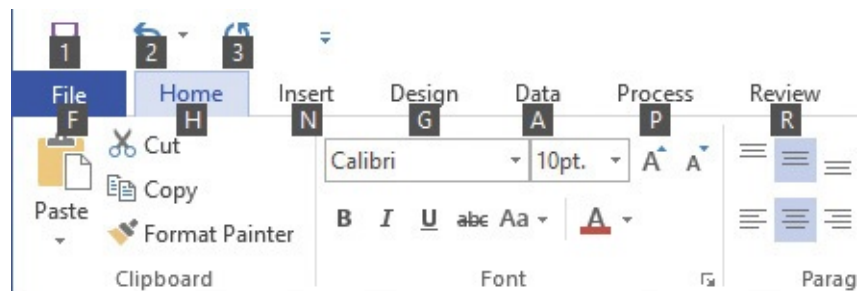 1 2 3
File Home Insert Design Data Process Review
F H N G A P R
Cut
Calibri 10pt. A A
Copy
Paste
B I U abc Aa A
Format Painter
Clipboard Font Parag